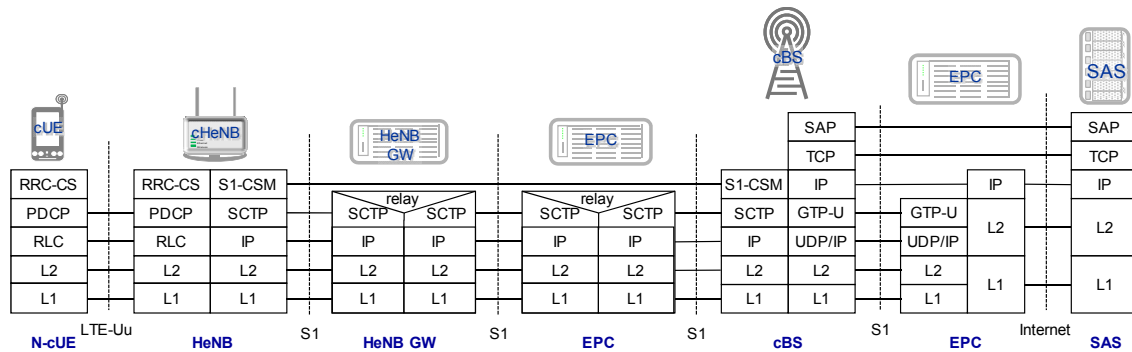 cBS
EPC
SAS
cUE
cHeNB
HeNB
GW
EPC
SAP
SAP
TCP
TCP
RRC-CS
RRC-CS
S1-CSM
S1-CSM
IP
IP
IP
relay
relay
PDCP
PDCP
SCTP
SCTP
SCTP
SCTP
SCTP
SCTP
GTP-U
GTP-U
L2
L2
RLC
RLC
IP
IP
IP
IP
IP
IP
UDP/IP
UDP/IP
L2
L2
L2
L2
L2
L2
L2
L2
L2
L2
L1
L1
L1
L1
L1
L1
L1
L1
L1
L1
L1
L1
LTE-Uu
S1
S1
S1
S1
Internet
N-cUE
HeNB
HeNB GW
EPC
cBS
EPC
SAS